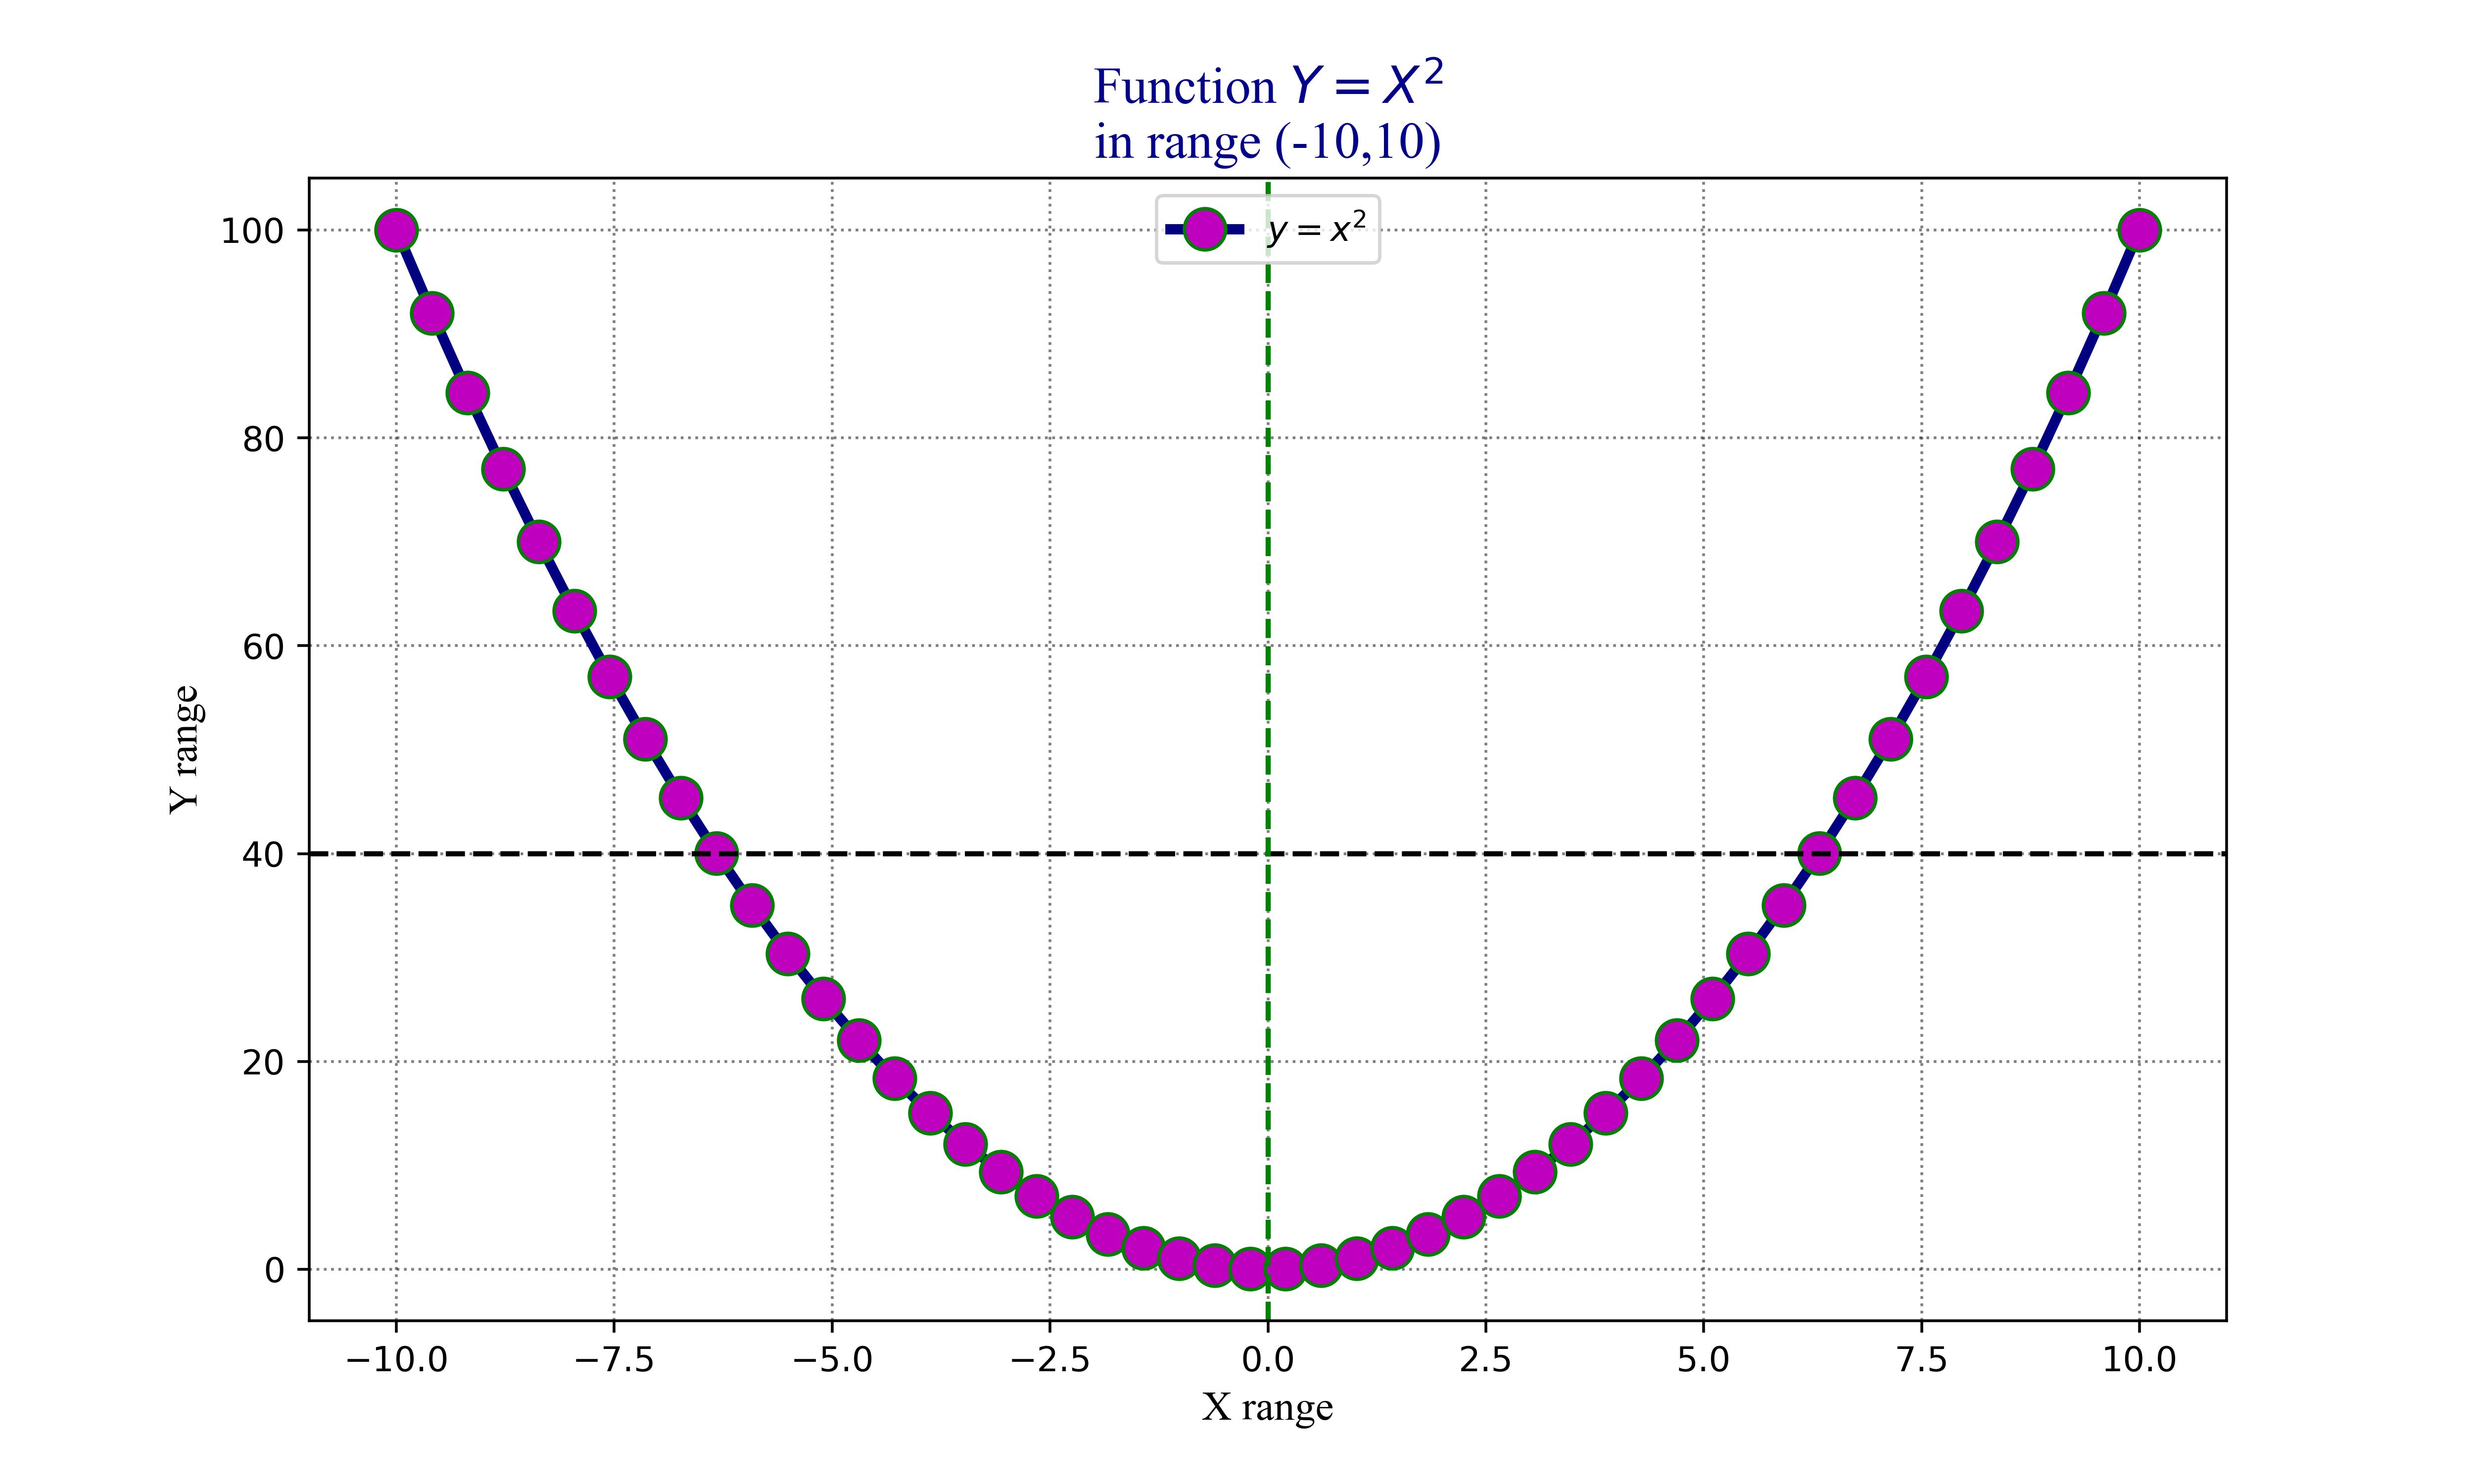 Function Y = X²
in range (-10,10)
y = x²
100
80
60
40
20
0
Y range
−10.0 −7.5 −5.0 −2.5 0.0 2.5 5.0 7.5 10.0
X range